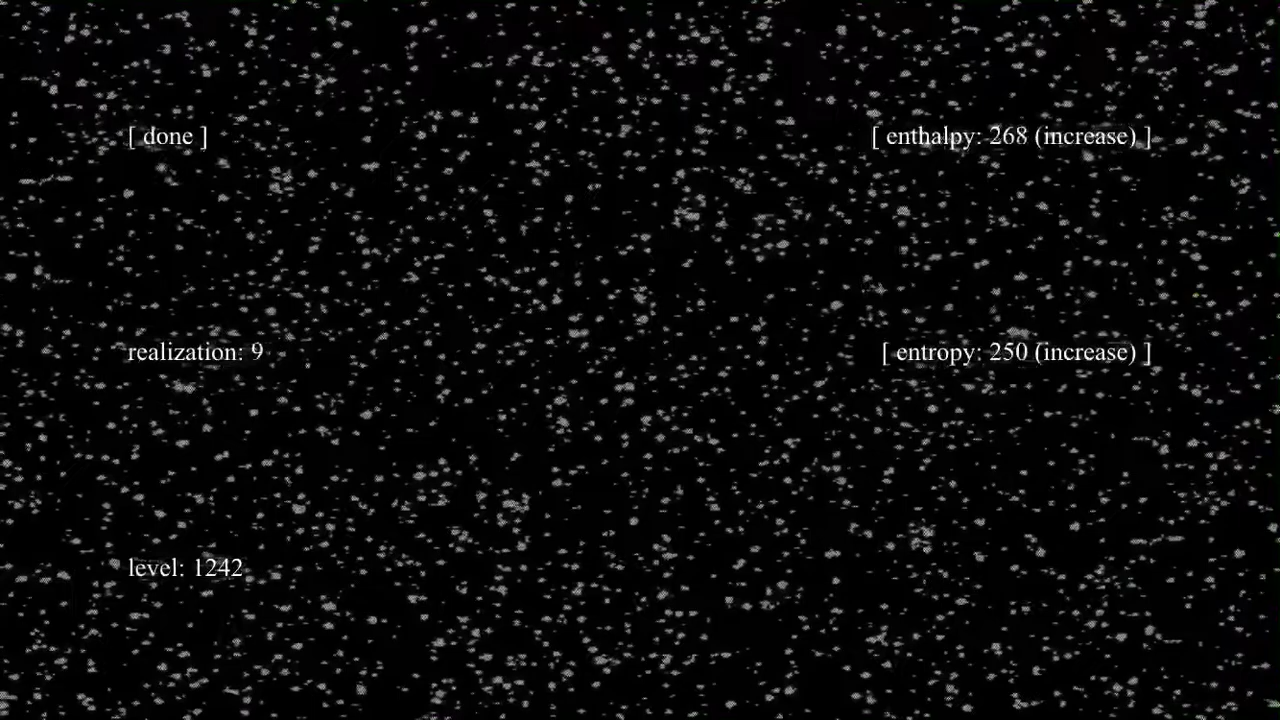 [ done ]
[ enthalpy: 268 (increase) ]
realization: 9
[ entropy: 250 (increase) ]
level: 1242